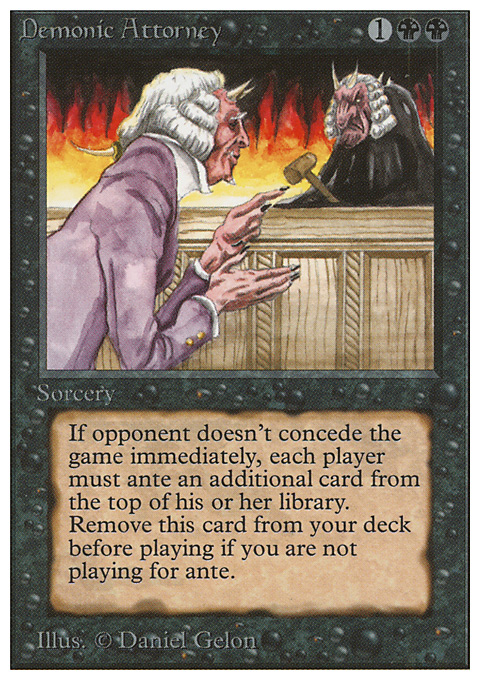 Demonic Attorney 1
Sorcery
If opponent doesn't concede the
game immediately, each player
must ante an additional card from
the top of his or her library.
Remove this card from your deck
before playing if you are not
playing for ante.
Illus. © Daniel Gelon